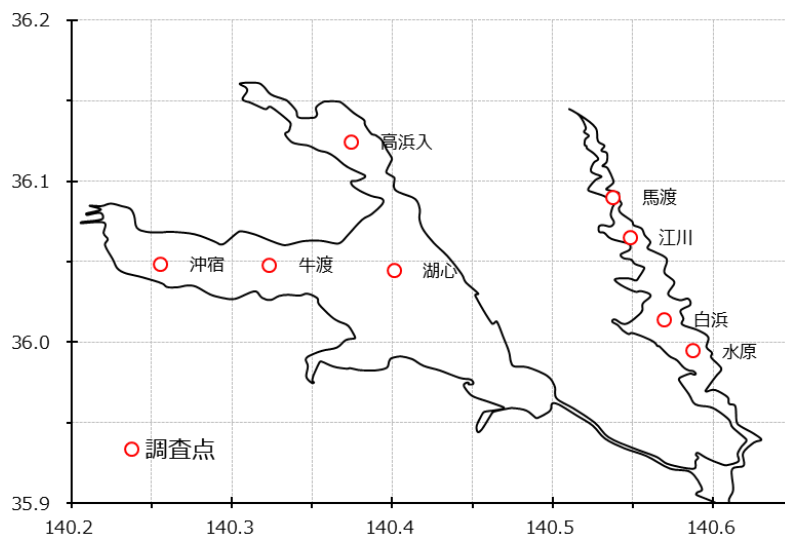 36.2
高浜入
36.1
馬渡
江川
沖宿
牛渡
湖心
白浜
36.0
水原
調査点
35.9
140.2
140.3
140.4
140.5
140.6